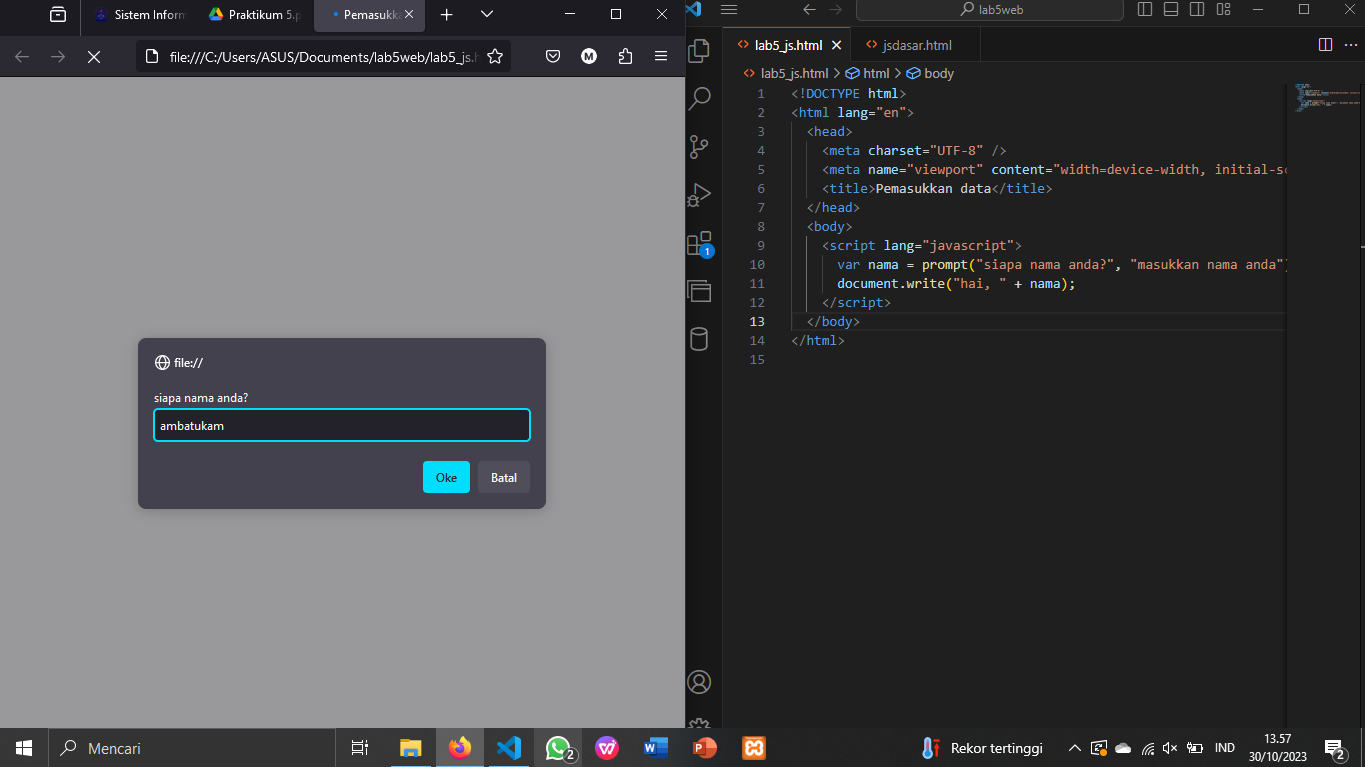 Sistem Inform
Praktikum 5.p
Pemasukka
file:///C:/Users/ASUS/Documents/lab5web/lab5_js.h
M
file://
siapa nama anda?
ambatukam
Oke
Batal
lab5web
lab5_js.html
jsdasar.html
lab5_js.html > html > body
1 <!DOCTYPE html>
2 <html lang="en">
3 <head>
4 <meta charset="UTF-8" />
5 <meta name="viewport" content="width=device-width, initial-sc
6 <title>Pemasukkan data</title>
7 </head>
8 <body>
9 <script lang="javascript">
10 var nama = prompt("siapa nama anda?", "masukkan nama anda")
11 document.write("hai, " + nama);
12 </script>
13 </body>
14 </html>
15
1
Mencari
2
W
P
Rekor tertinggi
IND
13.57
30/10/2023
2